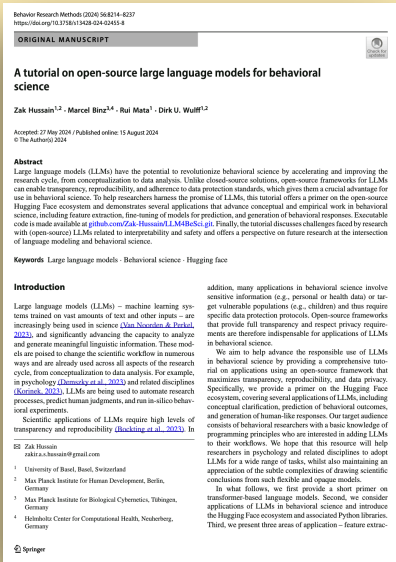 Behavior Research Methods (2024) 56:8214–8237
https://doi.org/10.3758/s13428-024-02455-8
ORIGINAL MANUSCRIPT
Check for
updates
A tutorial on open-source large language models for behavioral
science
Zak Hussain1,2 · Marcel Binz3,4 · Rui Mata1 · Dirk U. Wulff1,2
Accepted: 27 May 2024 / Published online: 15 August 2024
© The Author(s) 2024
Abstract
Large language models (LLMs) have the potential to revolutionize behavioral science by accelerating and improving the
research cycle, from conceptualization to data analysis. Unlike closed-source solutions, open-source frameworks for LLMs
can enable transparency, reproducibility, and adherence to data protection standards, which gives them a crucial advantage for
use in behavioral science. To help researchers harness the promise of LLMs, this tutorial offers a primer on the open-source
Hugging Face ecosystem and demonstrates several applications that advance conceptual and empirical work in behavioral
science, including feature extraction, fine-tuning of models for prediction, and generation of behavioral responses. Executable
code is made available at github.com/Zak-Hussain/LLM4BeSci.git. Finally, the tutorial discusses challenges faced by research
with (open-source) LLMs related to interpretability and safety and offers a perspective on future research at the intersection
of language modeling and behavioral science.
Keywords Large language models · Behavioral science · Hugging face
Introduction
Large language models (LLMs) – machine learning sys-
tems trained on vast amounts of text and other inputs – are
increasingly being used in science (Van Noorden & Perkel,
2023), and significantly advancing the capacity to analyze
and generate meaningful linguistic information. These mod-
els are poised to change the scientific workflow in numerous
ways and are already used across all aspects of the research
cycle, from conceptualization to data analysis. For example,
in psychology (Demszky et al., 2023) and related disciplines
(Korinek, 2023), LLMs are being used to automate research
processes, predict human judgments, and run in-silico behav-
ioral experiments.
Scientific applications of LLMs require high levels of
transparency and reproducibility (Bockting et al., 2023). In
Zak Hussain
zakir.a.s.hussain@gmail.com
1 University of Basel, Basel, Switzerland
2 Max Planck Institute for Human Development, Berlin,
Germany
3 Max Planck Institute for Biological Cybernetics, Tübingen,
Germany
4 Helmholtz Center for Computational Health, Neuherberg,
Germany
addition, many applications in behavioral science involve
sensitive information (e.g., personal or health data) or tar-
get vulnerable populations (e.g., children) and thus require
specific data protection protocols. Open-source frameworks
that provide full transparency and respect privacy require-
ments are therefore indispensable for applications of LLMs
in behavioral science.
We aim to help advance the responsible use of LLMs
in behavioral science by providing a comprehensive tuto-
rial on applications using an open-source framework that
maximizes transparency, reproducibility, and data privacy.
Specifically, we provide a primer on the Hugging Face
ecosystem, covering several applications of LLMs, including
conceptual clarification, prediction of behavioral outcomes,
and generation of human-like responses. Our target audience
consists of behavioral researchers with a basic knowledge of
programming principles who are interested in adding LLMs
to their workflows. We hope that this resource will help
researchers in psychology and related disciplines to adopt
LLMs for a wide range of tasks, whilst also maintaining an
appreciation of the subtle complexities of drawing scientific
conclusions from such flexible and opaque models.
In what follows, we first provide a short primer on
transformer-based language models. Second, we consider
applications of LLMs in behavioral science and introduce
the Hugging Face ecosystem and associated Python libraries.
Third, we present three areas of application – feature extrac-
Springer